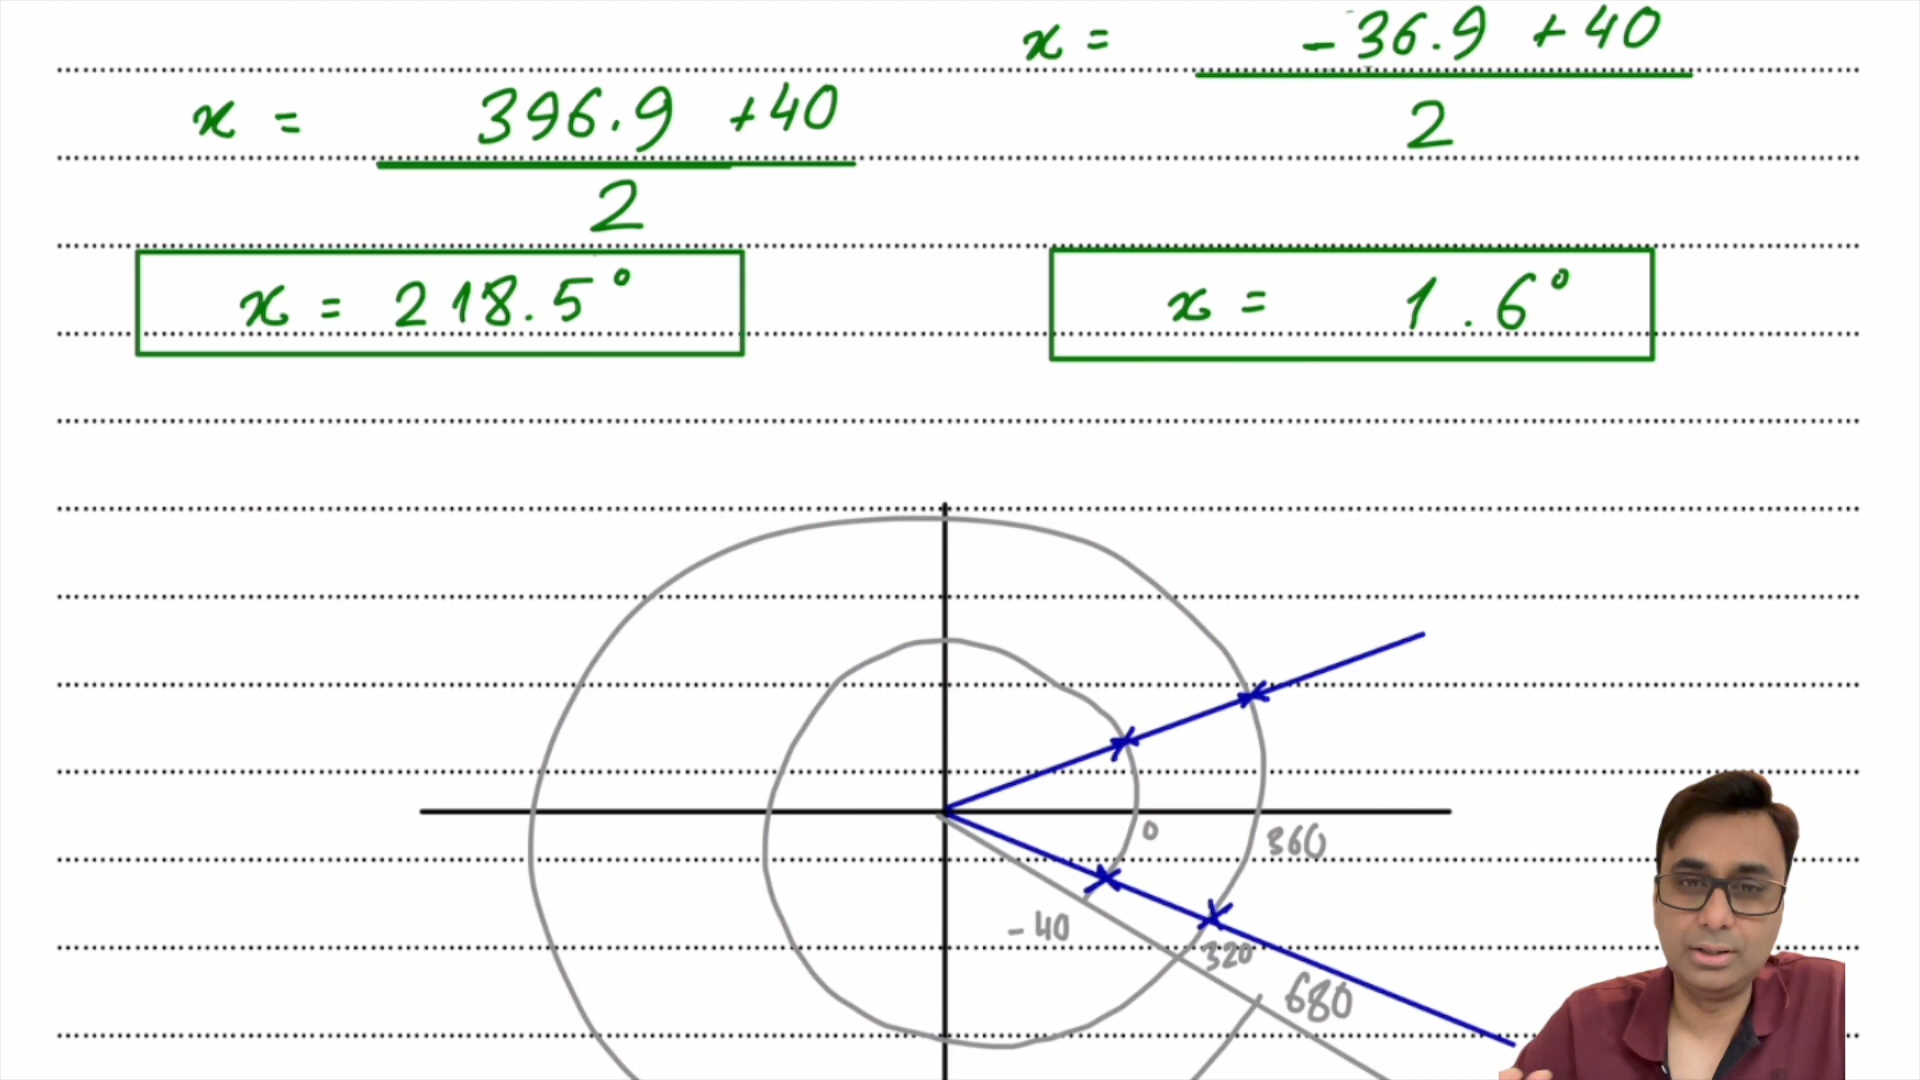 x = -36.9 + 40
2
x = 396.9 + 40
2
x = 218.5°
x = 1.6°
0
360
-40
320
680